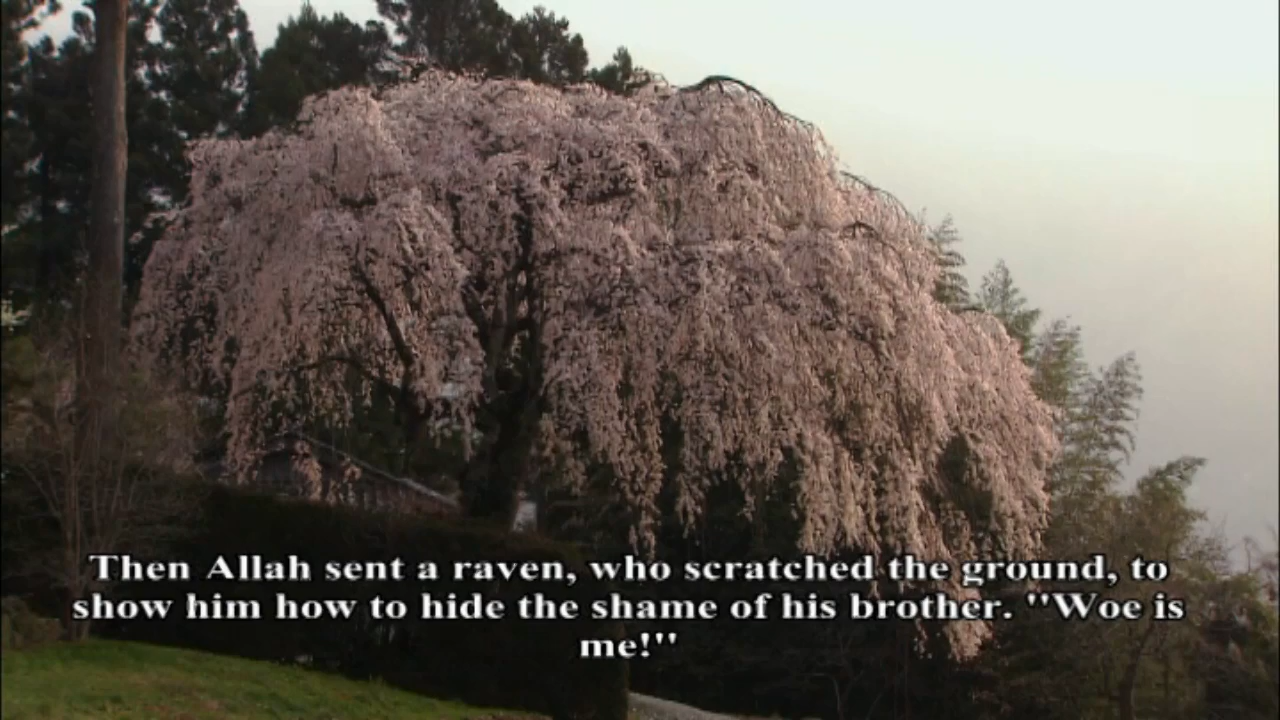 Then Allah sent a raven, who scratched the ground, to
show him how to hide the shame of his brother. "Woe is
me!"